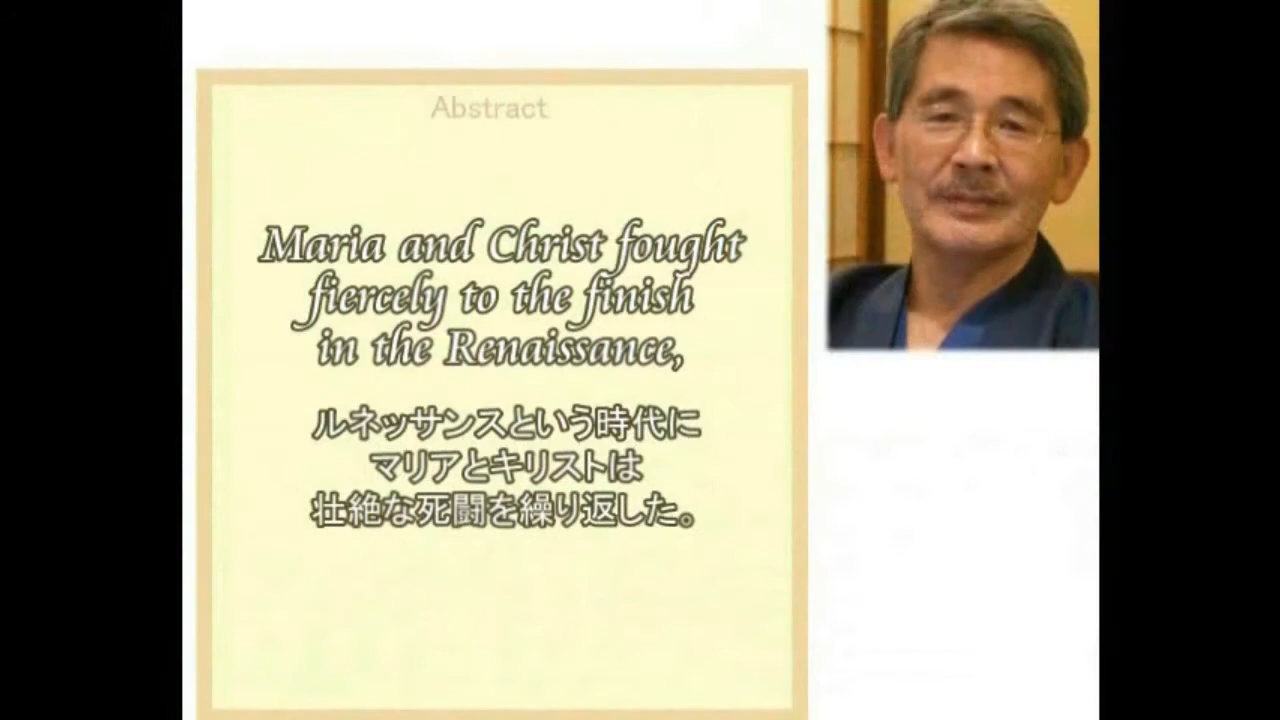 Abstract
Maria and Christ fought
fiercely to the finish
in the Renaissance,
ルネッサンスという時代に
マリアとキリストは
壮絶な死闘を繰り返した。